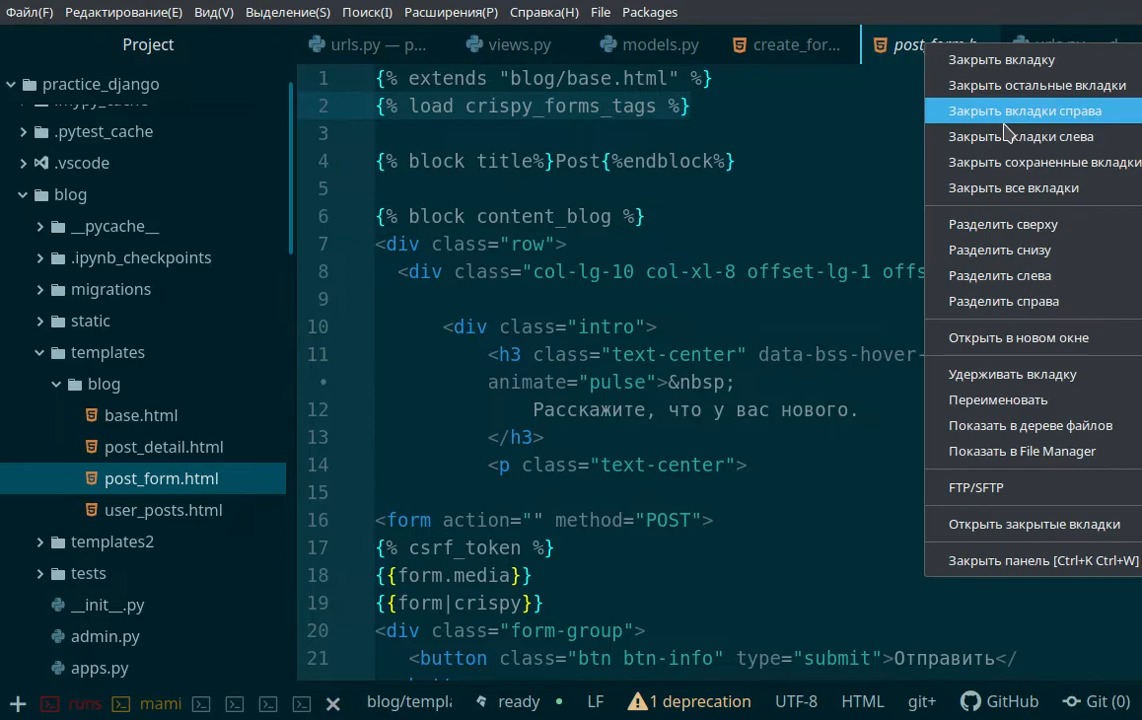 Файл(F) Редактирование(E) Вид(V) Выделение(S) Поиск(I) Расширения(P) Справка(H) File Packages
Project
urls.py — p... views.py models.py create_for... post_form.h
practice_django
.pytest_cache
.vscode
blog
__pycache__
.ipynb_checkpoints
migrations
static
templates
blog
base.html
post_detail.html
post_form.html
user_posts.html
templates2
tests
__init__.py
admin.py
apps.py
1 {% extends "blog/base.html" %}
2 {% load crispy_forms_tags %}
3
4 {% block title%}Post{%endblock%}
5
6 {% block content_blog %}
7 <div class="row">
8 <div class="col-lg-10 col-xl-8 offset-lg-1 offs
9
10 <div class="intro">
11 <h3 class="text-center" data-bss-hover-
• animate="pulse">&nbsp;
12 Расскажите, что у вас нового.
13 </h3>
14 <p class="text-center">
15
16 <form action="" method="POST">
17 {% csrf_token %}
18 {{form.media}}
19 {{form|crispy}}
20 <div class="form-group">
21 <button class="btn btn-info" type="submit">Отправить</
Закрыть вкладку
Закрыть остальные вкладки
Закрыть вкладки справа
Закрыть вкладки слева
Закрыть сохраненные вкладки
Закрыть все вкладки
Разделить сверху
Разделить снизу
Разделить слева
Разделить справа
Открыть в новом окне
Удерживать вкладку
Переименовать
Показать в дереве файлов
Показать в File Manager
FTP/SFTP
Открыть закрытые вкладки
Закрыть панель [Ctrl+K Ctrl+W]
runs mami blog/templa ready LF 1 deprecation UTF-8 HTML git+ GitHub Git (0)